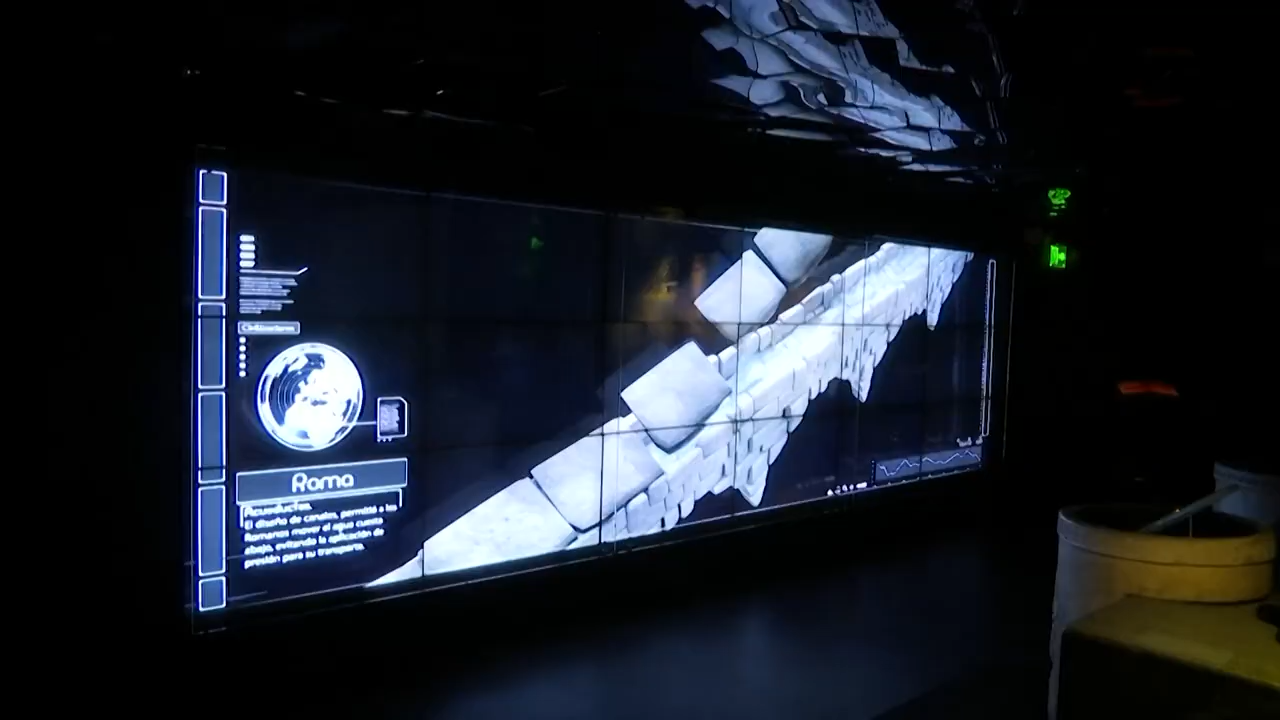 Civilizaciones
Roma
Acueductos.
El diseño de canales, permitió a los
Romanos mover el agua cuesta
abajo, evitando la aplicación de
presión para su transporte.